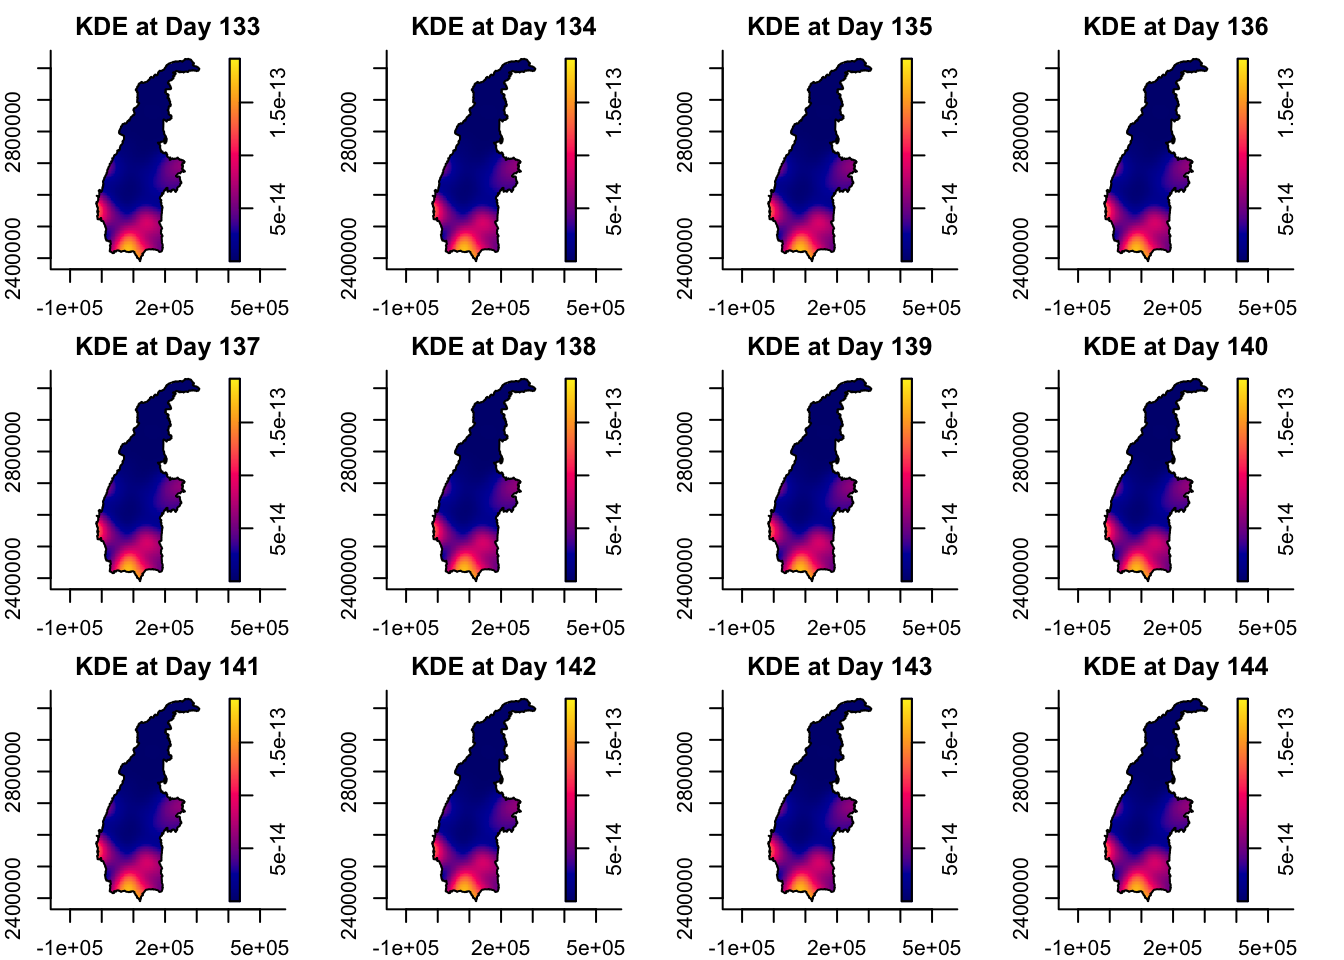 KDE at Day 133 KDE at Day 134 KDE at Day 135 KDE at Day 136
2800000 1.5e-13 2800000 1.5e-13 2800000 1.5e-13 2800000 1.5e-13
2400000 5e-14 2400000 5e-14 2400000 5e-14 2400000 5e-14
-1e+05 2e+05 5e+05 -1e+05 2e+05 5e+05 -1e+05 2e+05 5e+05 -1e+05 2e+05 5e+05
KDE at Day 137 KDE at Day 138 KDE at Day 139 KDE at Day 140
2800000 1.5e-13 2800000 1.5e-13 2800000 1.5e-13 2800000 1.5e-13
2400000 5e-14 2400000 5e-14 2400000 5e-14 2400000 5e-14
-1e+05 2e+05 5e+05 -1e+05 2e+05 5e+05 -1e+05 2e+05 5e+05 -1e+05 2e+05 5e+05
KDE at Day 141 KDE at Day 142 KDE at Day 143 KDE at Day 144
2800000 1.5e-13 2800000 1.5e-13 2800000 1.5e-13 2800000 1.5e-13
2400000 5e-14 2400000 5e-14 2400000 5e-14 2400000 5e-14
-1e+05 2e+05 5e+05 -1e+05 2e+05 5e+05 -1e+05 2e+05 5e+05 -1e+05 2e+05 5e+05